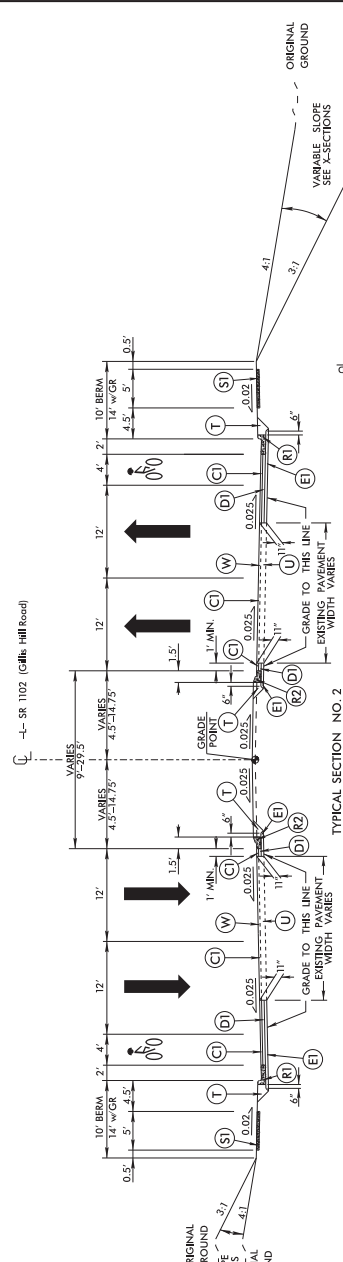 ℄ -L- SR 1102 (Gillis Hill Road)
VARIES
9'-29.5'
0.5'
10' BERM
14' w/GR
5'
4.5'
2'
4'
12'
12'
VARIES
4.5'-14.75'
VARIES
4.5'-14.75'
12'
12'
4'
2'
10' BERM
14' w/GR
4.5'
5'
0.5'
1.5'
1' MIN.
6"
1.5'
1' MIN.
6"
GRADE
POINT
ORIGINAL
GROUND
3:1
4:1
S1
0.02
T
R1
6"
C1
E1
D1
0.025
11"
C1
W
U
0.025
C1
11"
D1
R2
E1
T
0.025
0.025
T
E1
R2
D1
C1
11"
0.025
C1
W
U
0.025
11"
D1
C1
E1
R1
6"
T
0.02
S1
4:1
3:1
ORIGINAL
GROUND
VARIABLE SLOPE
SEE X-SECTIONS
GRADE TO THIS LINE
EXISTING PAVEMENT
WIDTH VARIES
GRADE TO THIS LINE
EXISTING PAVEMENT
WIDTH VARIES
TYPICAL SECTION NO. 2